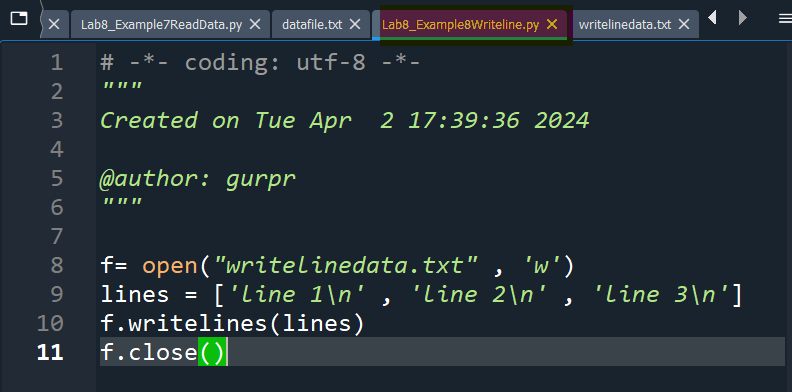 Lab8_Example7ReadData.py datafile.txt Lab8_Example8Writeline.py writelinedata.txt
1 # -*- coding: utf-8 -*-
2 """
3 Created on Tue Apr  2 17:39:36 2024
4
5 @author: gurpr
6 """
7
8 f= open("writelinedata.txt" , 'w')
9 lines = ['line 1\n' , 'line 2\n' , 'line 3\n']
10 f.writelines(lines)
11 f.close()